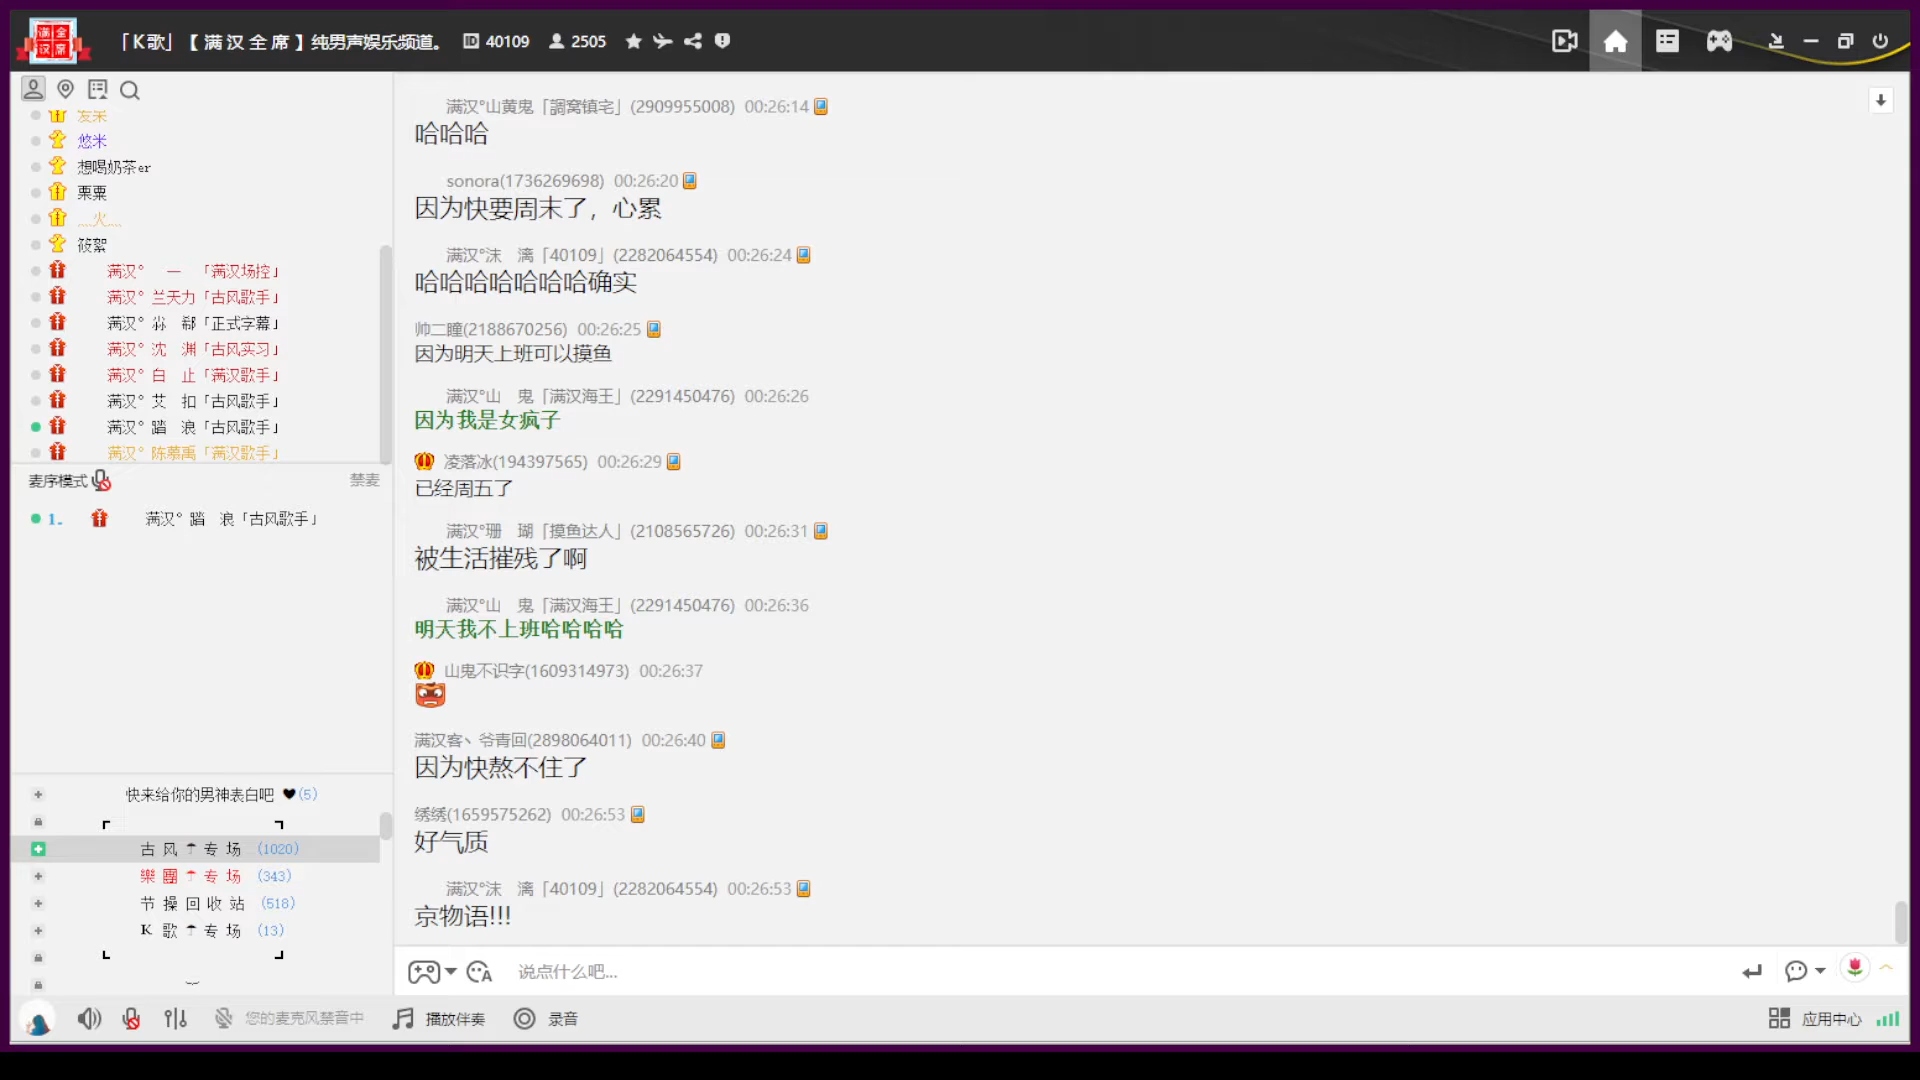 「K歌」【 满 汉 全 席 】纯男声娱乐频道。 ID 40109 2505
满汉全席
发呆
悠米
想喝奶茶er
栗粟
灬火灬
筱絮
满汉° 一 「满汉场控」
满汉° 兰天力「古风歌手」
满汉° 郗「正式字幕」
满汉° 沈 渊「古风实习」
满汉° 白 止「满汉歌手」
满汉° 艾 扣「古风歌手」
满汉° 踏 浪「古风歌手」
满汉° 陈慕禹「满汉歌手」
麦序模式 禁麦
1. 满汉° 踏 浪「古风歌手」
快来给你的男神表白吧 ❤(5)
古 风 ☂ 专 场 (1020)
樂 團 ☂ 专 场 (343)
节 操 回 收 站 (518)
K 歌 ☂ 专 场 (13)
满汉°山黄鬼「調窩镇宅」(2909955008) 00:26:14
哈哈哈
sonora(1736269698) 00:26:20
因为快要周末了，心累
满汉°沫 漓「40109」(2282064554) 00:26:24
哈哈哈哈哈哈哈确实
帅二瞳(2188670256) 00:26:25
因为明天上班可以摸鱼
满汉°山 鬼「满汉海王」(2291450476) 00:26:26
因为我是女疯子
凌落冰(194397565) 00:26:29
已经周五了
满汉°珊 瑚「摸鱼达人」(2108565726) 00:26:31
被生活摧残了啊
满汉°山 鬼「满汉海王」(2291450476) 00:26:36
明天我不上班哈哈哈哈
山鬼不识字(1609314973) 00:26:37
满汉客丶爷青回(2898064011) 00:26:40
因为快熬不住了
绣绣(1659575262) 00:26:53
好气质
满汉°沫 漓「40109」(2282064554) 00:26:53
京物语!!!
说点什么吧...
您的麦克风禁音中 播放伴奏 录音 应用中心